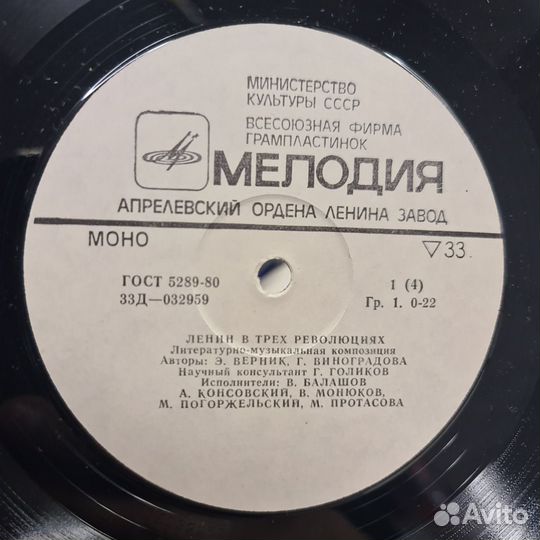 МИНИСТЕРСТВО
КУЛЬТУРЫ СССР
ВСЕСОЮЗНАЯ ФИРМА
ГРАМПЛАСТИНОК
МЕЛОДИЯ
АПРЕЛЕВСКИЙ ОРДЕНА ЛЕНИНА ЗАВОД
МОНО ▽33
ГОСТ 5289-80 1 (4)
33Д—032959 Гр. 1. 0-22
ЛЕНИН В ТРЕХ РЕВОЛЮЦИЯХ
Литературно-музыкальная композиция
Авторы: Э. ВЕРНИК, Г. ВИНОГРАДОВА
Научный консультант Г. ГОЛИКОВ
Исполнители: В. БАЛАШОВ
А. КОНСОВСКИЙ, В. МОНЮКОВ,
М. ПОГОРЖЕЛЬСКИЙ, М. ПРОТАСОВА
Avito